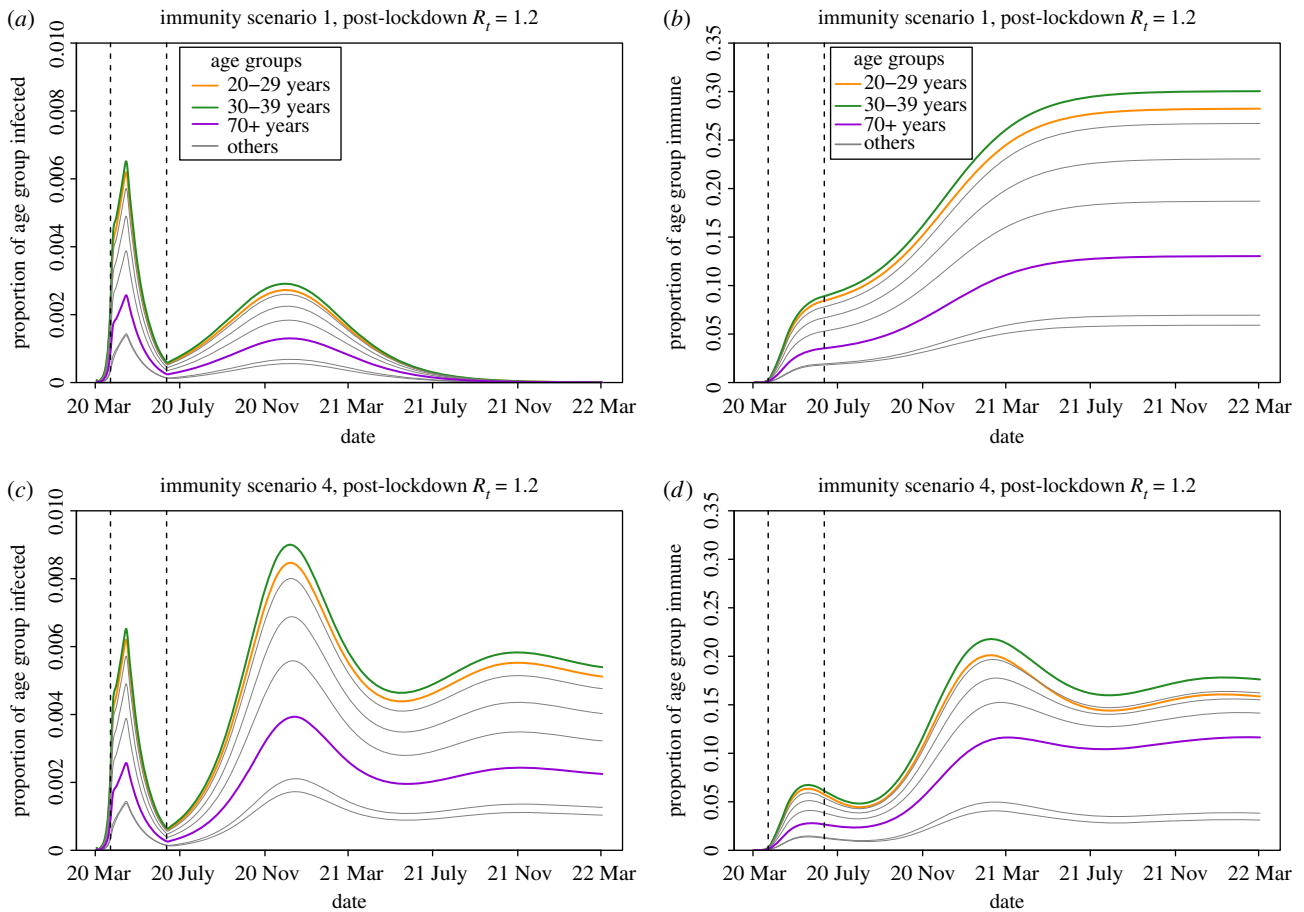 (a) immunity scenario 1, post-lockdown Rt = 1.2
proportion of age group infected
0.010
0.008
0.006
0.004
0.002
0
age groups
20–29 years
30–39 years
70+ years
others
20 Mar 20 July 20 Nov 21 Mar 21 July 21 Nov 22 Mar
date
(b) immunity scenario 1, post-lockdown Rt = 1.2
proportion of age group immune
0.35
0.30
0.25
0.20
0.15
0.10
0.05
0
age groups
20–29 years
30–39 years
70+ years
others
20 Mar 20 July 20 Nov 21 Mar 21 July 21 Nov 22 Mar
date
(c) immunity scenario 4, post-lockdown Rt = 1.2
proportion of age group infected
0.010
0.008
0.006
0.004
0.002
0
20 Mar 20 July 20 Nov 21 Mar 21 July 21 Nov 22 Mar
date
(d) immunity scenario 4, post-lockdown Rt = 1.2
proportion of age group immune
0.35
0.30
0.25
0.20
0.15
0.10
0.05
0
20 Mar 20 July 20 Nov 21 Mar 21 July 21 Nov 22 Mar
date